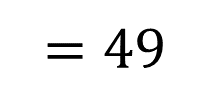 = 49